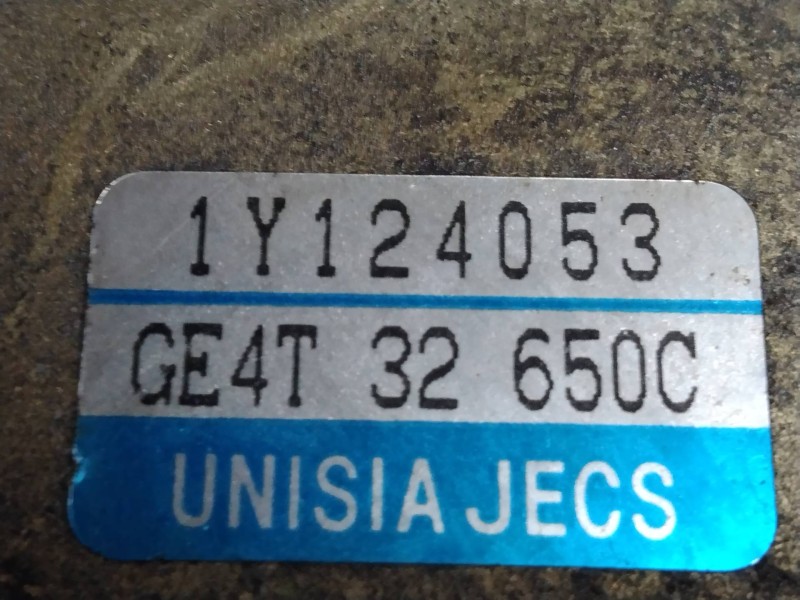 1Y124053
GE4T 32 650C
UNISIA JECS